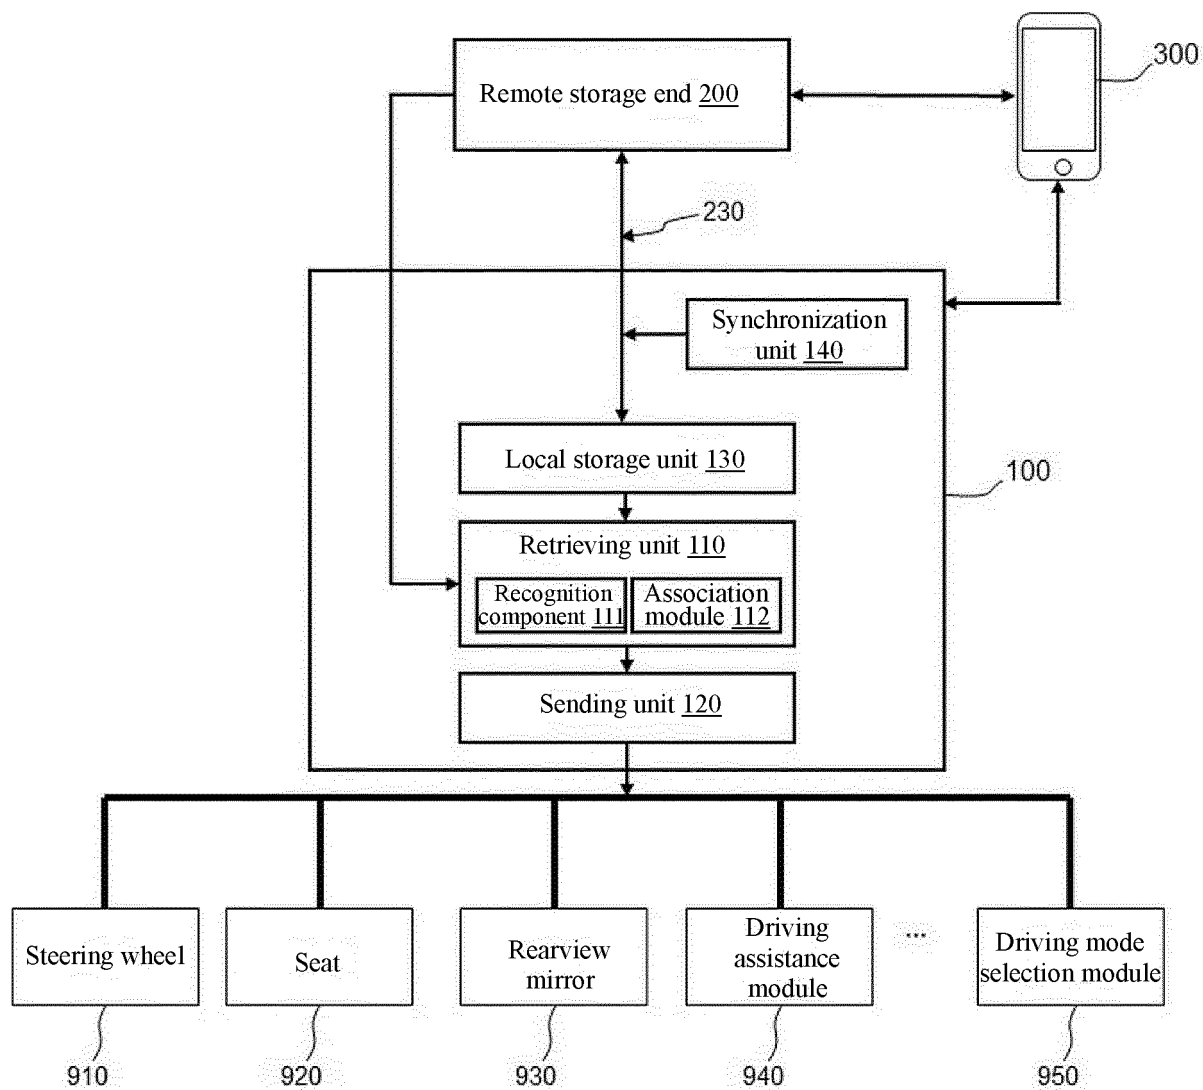 Remote storage end 200
300
230
Synchronization
unit 140
Local storage unit 130
100
Retrieving unit 110
Recognition
component 111
Association
module 112
Sending unit 120
Steering wheel
Seat
Rearview
mirror
Driving
assistance
module
...
Driving mode
selection module
910
920
930
940
950